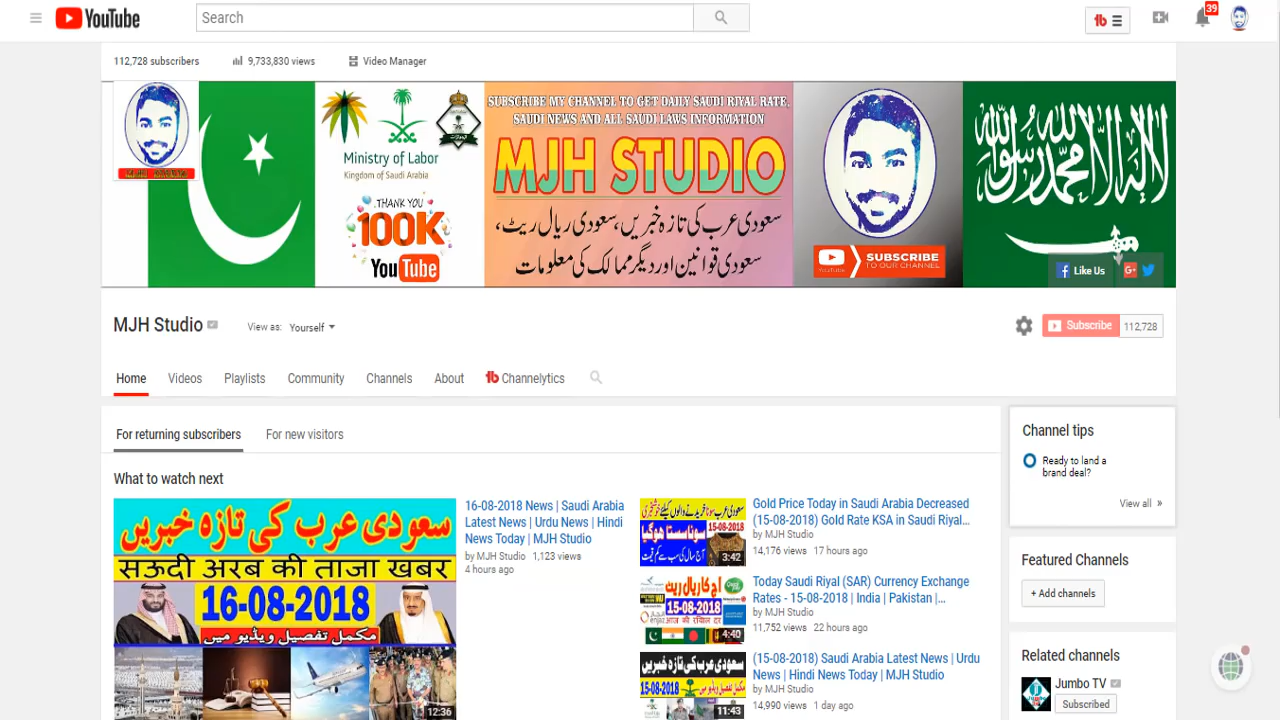 YouTube
Search
39
112,728 subscribers
9,733,830 views
Video Manager
Ministry of Labor
Kingdom of Saudi Arabia
THANK YOU
100K
YouTube
SUBSCRIBE MY CHANNEL TO GET DAILY SAUDI RIYAL RATE,
SAUDI NEWS AND ALL SAUDI LAWS INFORMATION
MJH STUDIO
سعودی عرب کی تازہ خبریں، سعودی ریال ریٹ،
سعودی قوانین اور دیگر ممالک کی معلومات
YouTube
SUBSCRIBE
TO OUR CHANNEL
لا إله إلا الله محمد رسول الله
Like Us
MJH Studio
View as:
Yourself
Subscribe
112,728
Home
Videos
Playlists
Community
Channels
About
Channelytics
For returning subscribers
For new visitors
What to watch next
سعودی عرب کی تازہ خبریں
सऊदी अरब की ताजा खबर
16-08-2018
مکمل تفصیل ویڈیو میں
12:36
16-08-2018 News | Saudi Arabia
Latest News | Urdu News | Hindi
News Today | MJH Studio
by MJH Studio 1,123 views
4 hours ago
15-08-2018
سونا سستا ہوگیا
3:42
Gold Price Today in Saudi Arabia Decreased
(15-08-2018) Gold Rate KSA in Saudi Riyal...
by MJH Studio
14,176 views 17 hours ago
آج کا ریال ریٹ
15-08-2018
4:40
Today Saudi Riyal (SAR) Currency Exchange
Rates - 15-08-2018 | India | Pakistan |...
by MJH Studio
11,752 views 22 hours ago
سعودی عرب کی تازہ خبریں
15-08-2018
11:43
(15-08-2018) Saudi Arabia Latest News | Urdu
News | Hindi News Today | MJH Studio
by MJH Studio
14,990 views 1 day ago
Channel tips
Ready to land a
brand deal?
View all »
Featured Channels
+ Add channels
Related channels
Jumbo TV
Subscribed